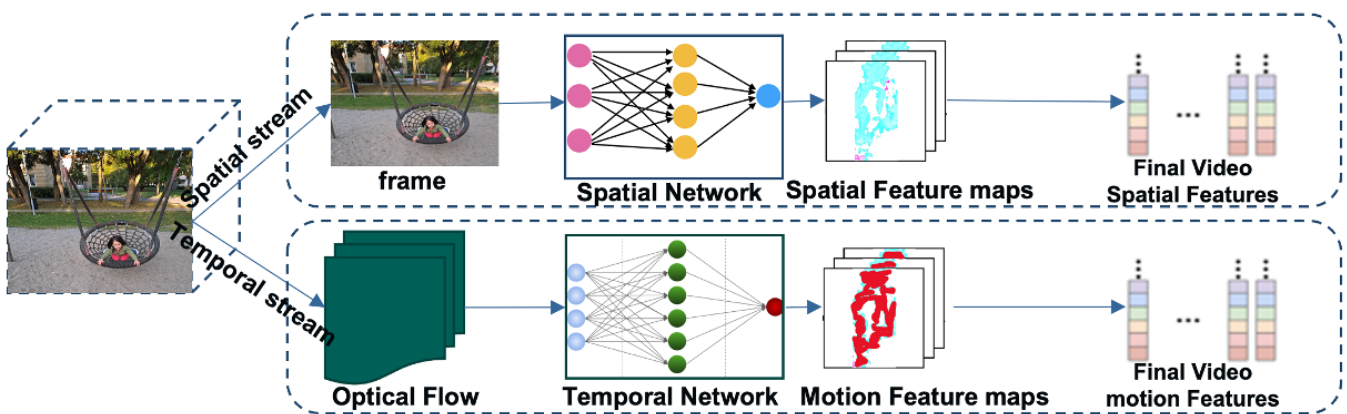 Spatial stream
frame
Spatial Network
Spatial Feature maps
...
Final Video
Spatial Features
Temporal stream
Optical Flow
Temporal Network
Motion Feature maps
...
Final Video
motion Features